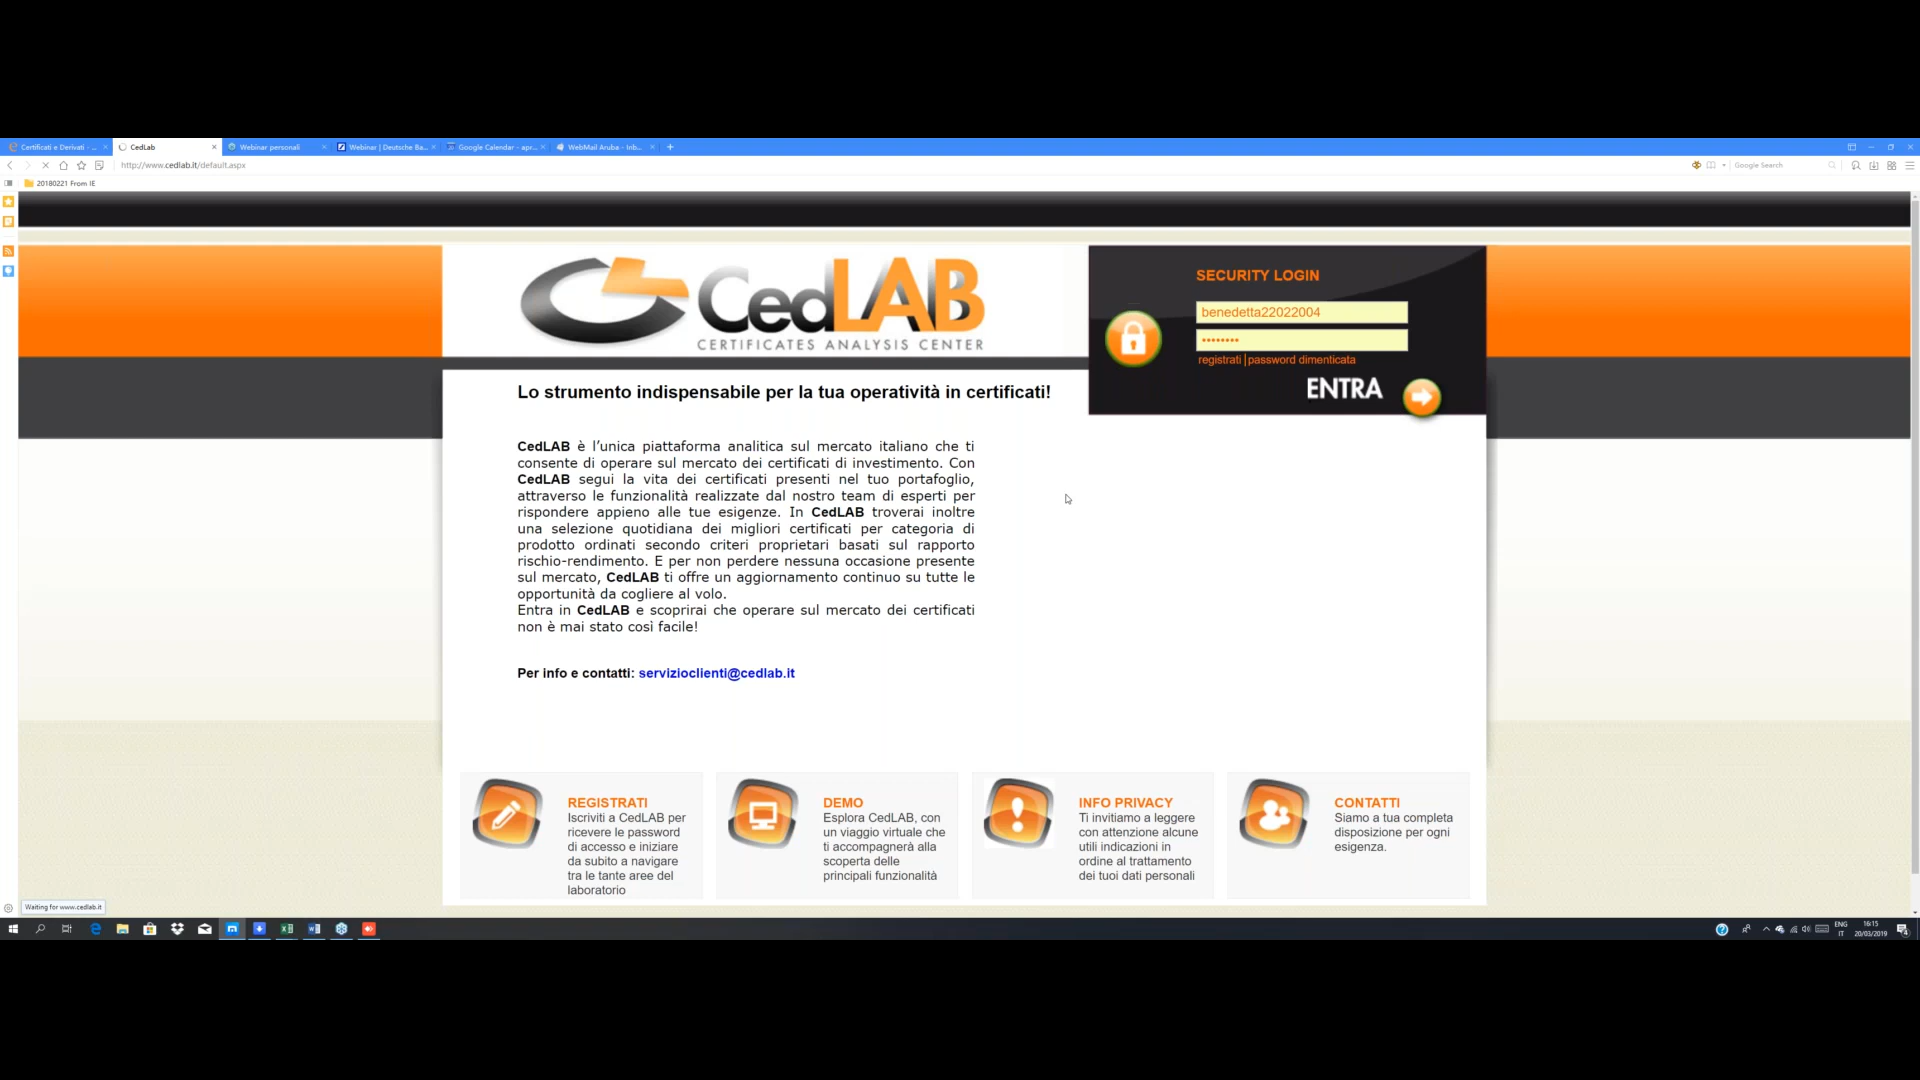 Certificati e Derivati - ...
CedLab
Webinar personali
Webinar | Deutsche Ba...
Google Calendar - apr...
WebMail Aruba - Inb...
http://www.cedlab.it/default.aspx
Google Search
20180221 From IE
CedLAB
CERTIFICATES ANALYSIS CENTER
SECURITY LOGIN
benedetta22022004
••••••••
registrati | password dimenticata
ENTRA
Lo strumento indispensabile per la tua operatività in certificati!
CedLAB è l'unica piattaforma analitica sul mercato italiano che ti
consente di operare sul mercato dei certificati di investimento. Con
CedLAB segui la vita dei certificati presenti nel tuo portafoglio,
attraverso le funzionalità realizzate dal nostro team di esperti per
rispondere appieno alle tue esigenze. In CedLAB troverai inoltre
una selezione quotidiana dei migliori certificati per categoria di
prodotto ordinati secondo criteri proprietari basati sul rapporto
rischio-rendimento. E per non perdere nessuna occasione presente
sul mercato, CedLAB ti offre un aggiornamento continuo su tutte le
opportunità da cogliere al volo.
Entra in CedLAB e scoprirai che operare sul mercato dei certificati
non è mai stato così facile!
Per info e contatti: servizioclienti@cedlab.it
REGISTRATI
Iscriviti a CedLAB per
ricevere le password
di accesso e iniziare
da subito a navigare
tra le tante aree del
laboratorio
DEMO
Esplora CedLAB, con
un viaggio virtuale che
ti accompagnerà alla
scoperta delle
principali funzionalità
INFO PRIVACY
Ti invitiamo a leggere
con attenzione alcune
utili indicazioni in
ordine al trattamento
dei tuoi dati personali
CONTATTI
Siamo a tua completa
disposizione per ogni
esigenza.
Waiting for www.cedlab.it
ENG
IT
16:15
20/03/2019